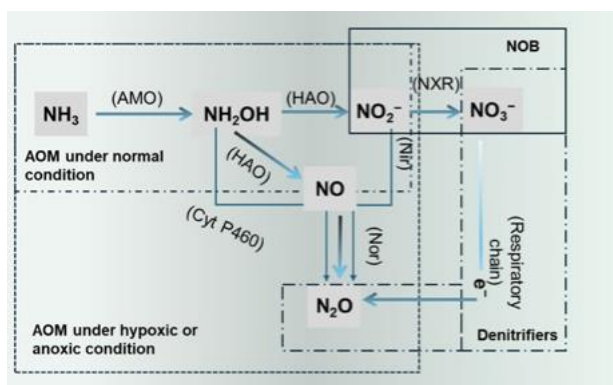 NOB
(AMO)
(HAO)
(NXR)
NH₃
NH₂OH
NO₂⁻
NO₃⁻
AOM under normal
condition
(HAO)
(Nir)
NO
(Cyt P460)
(Nor)
(Respiratory
chain)
e⁻
N₂O
AOM under hypoxic or
anoxic condition
Denitrifiers